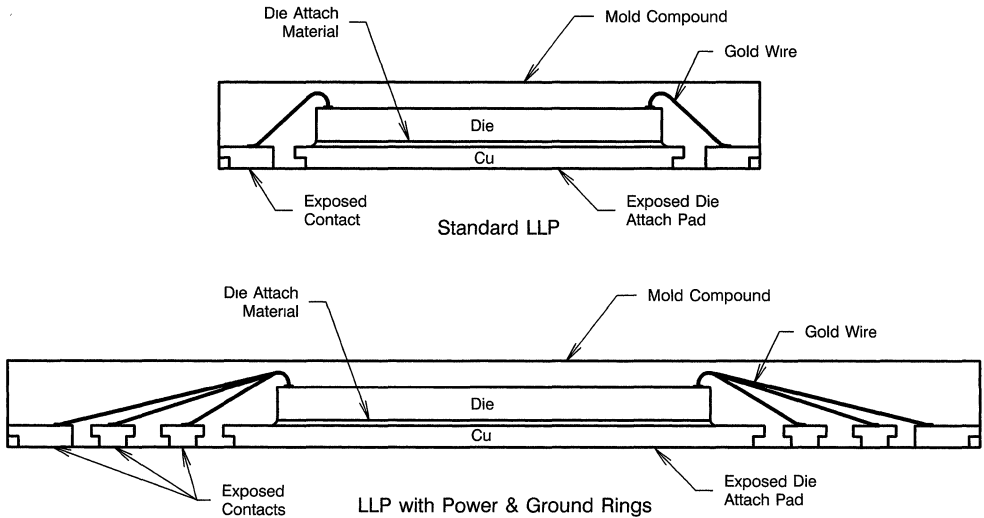 Die Attach
Material
Mold Compound
Gold Wire
Die
Cu
Exposed
Contact
Exposed Die
Attach Pad
Standard LLP
Die Attach
Material
Mold Compound
Gold Wire
Die
Cu
Exposed
Contacts
Exposed Die
Attach Pad
LLP with Power & Ground Rings